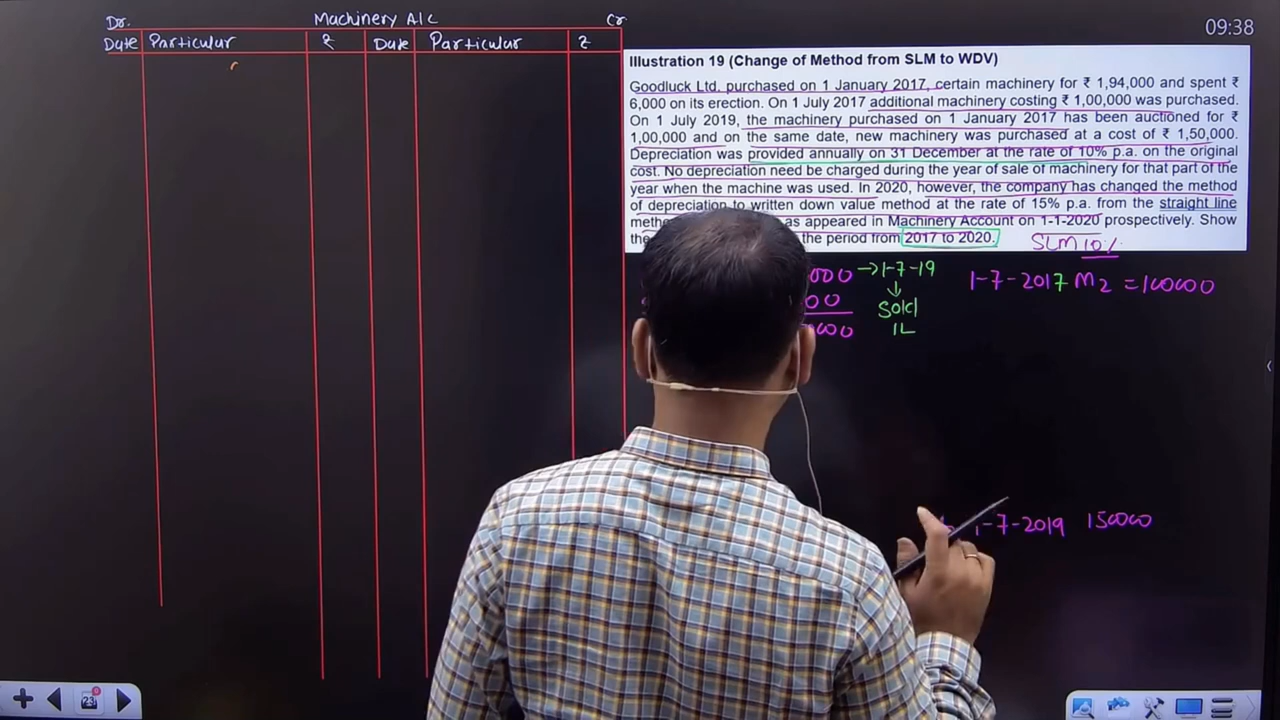 Dr. Machinery A/c Cr.
Date Particular ₹ Date Particular ₹
09:38
Illustration 19 (Change of Method from SLM to WDV)
Goodluck Ltd. purchased on 1 January 2017, certain machinery for ₹ 1,94,000 and spent ₹
6,000 on its erection. On 1 July 2017 additional machinery costing ₹ 1,00,000 was purchased.
On 1 July 2019, the machinery purchased on 1 January 2017 has been auctioned for ₹
1,00,000 and on the same date, new machinery was purchased at a cost of ₹ 1,50,000.
Depreciation was provided annually on 31 December at the rate of 10% p.a. on the original
cost. No depreciation need be charged during the year of sale of machinery for that part of the
year when the machine was used. In 2020, however, the company has changed the method
of depreciation to written down value method at the rate of 15% p.a. from the straight line
as appeared in Machinery Account on 1-1-2020 prospectively. Show
the period from 2017 to 2020.
SLM 10%
000 → 1-7-19
↓
00 Sold
000 1L
1-7-2017 M2 = 100000
1-7-2019 150000
23